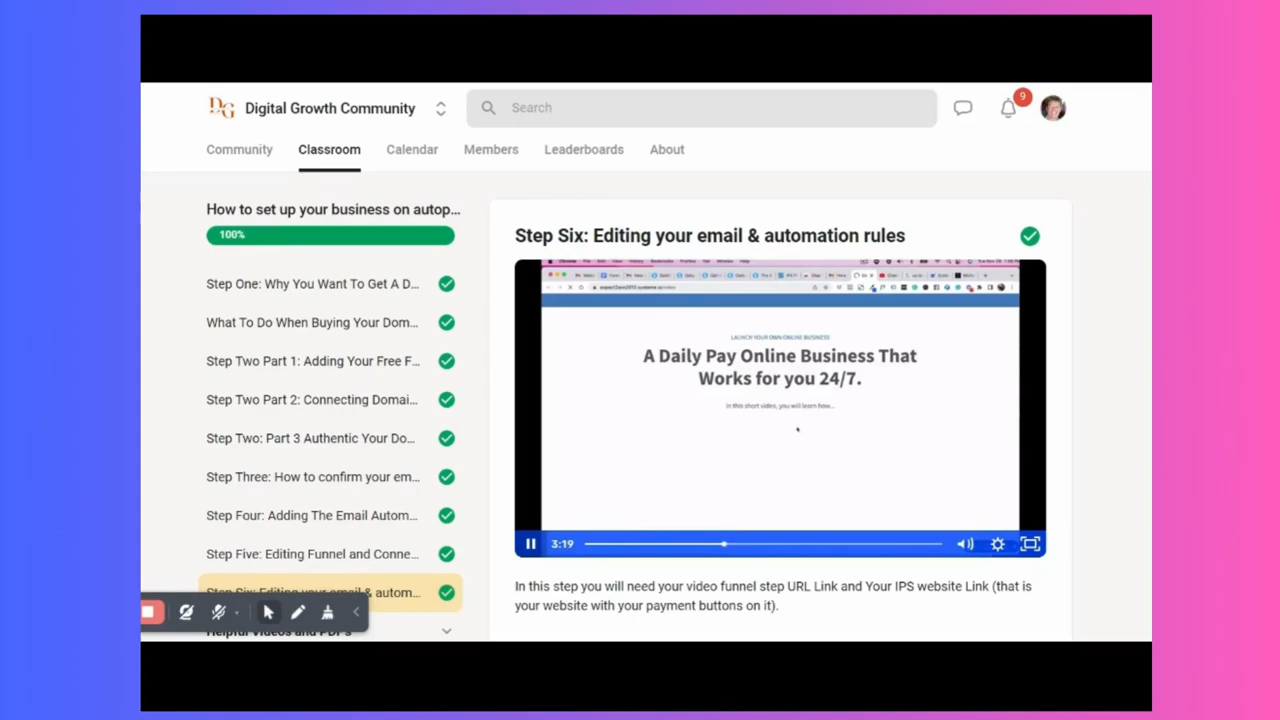 DG Digital Growth Community
Search
9
Community Classroom Calendar Members Leaderboards About
How to set up your business on autop...
100%
Step One: Why You Want To Get A D...
What To Do When Buying Your Dom...
Step Two Part 1: Adding Your Free F...
Step Two Part 2: Connecting Domai...
Step Two: Part 3 Authentic Your Do...
Step Three: How to confirm your em...
Step Four: Adding The Email Autom...
Step Five: Editing Funnel and Conne...
Step Six: Editing your email & autom...
Helpful Videos and PDF's
Step Six: Editing your email & automation rules
LAUNCH YOUR OWN ONLINE BUSINESS
A Daily Pay Online Business That
Works for you 24/7.
In this short video, you will learn how...
3:19
In this step you will need your video funnel step URL Link and Your IPS website Link (that is
your website with your payment buttons on it).